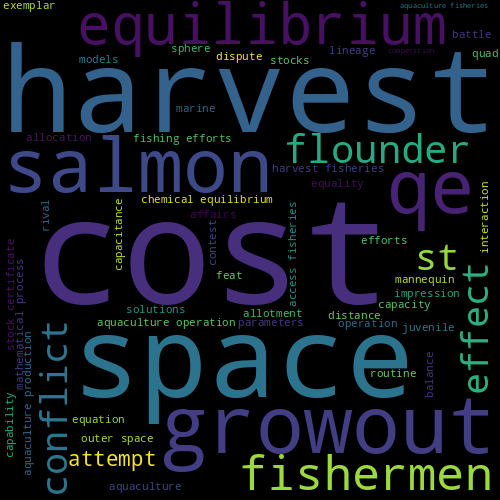 exemplar
aquaculture fisheries
equilibrium
battle
sphere
lineage
dispute
competition
quad
models
stocks
harvest
marine
allocation
fishing efforts
flounder
salmon
harvest fisheries
qe
equality
chemical equilibrium
interaction
rival
capacitance
affairs
contest
access fisheries
cost
efforts
st
feat
mannequin
impression
effect
stock certificate
mathematical process
solutions
allotment
distance
capacity
aquaculture operation
parameters
operation
juvenile
space
conflict
balance
routine
growout
capability
aquaculture production
equation
outer space
attempt
fishermen
aquaculture